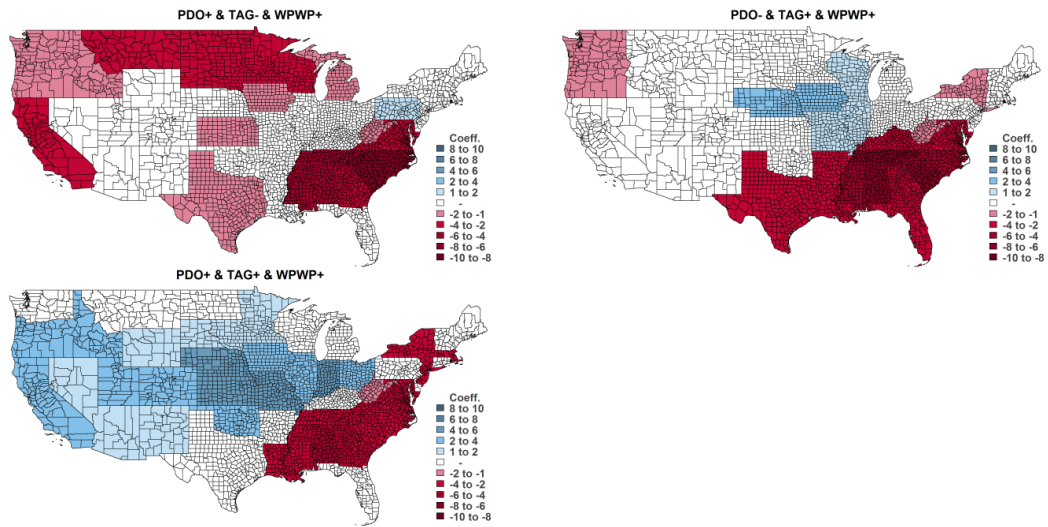 PDO+ & TAG- & WPWP+
Coeff.
8 to 10
6 to 8
4 to 6
2 to 4
1 to 2
-
-2 to -1
-4 to -2
-6 to -4
-8 to -6
-10 to -8
PDO- & TAG+ & WPWP+
Coeff.
8 to 10
6 to 8
4 to 6
2 to 4
1 to 2
-
-2 to -1
-4 to -2
-6 to -4
-8 to -6
-10 to -8
PDO+ & TAG+ & WPWP+
Coeff.
8 to 10
6 to 8
4 to 6
2 to 4
1 to 2
-
-2 to -1
-4 to -2
-6 to -4
-8 to -6
-10 to -8